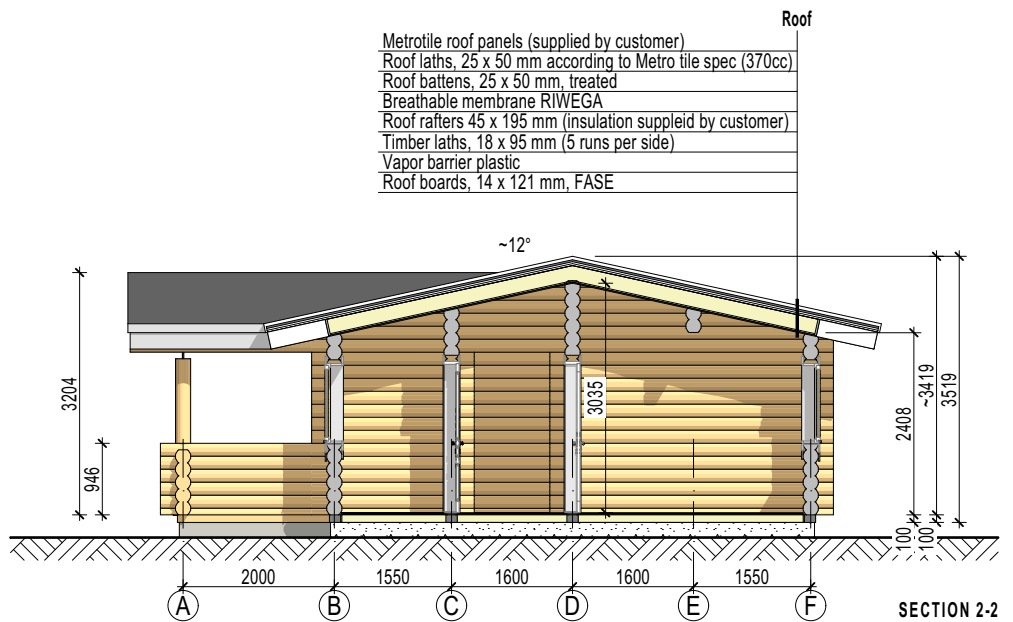 Roof
Metrotile roof panels (supplied by customer)
Roof laths, 25 x 50 mm according to Metro tile spec (370cc)
Roof battens, 25 x 50 mm, treated
Breathable membrane RIWEGA
Roof rafters 45 x 195 mm (insulation suppleid by customer)
Timber laths, 18 x 95 mm (5 runs per side)
Vapor barrier plastic
Roof boards, 14 x 121 mm, FASE
~12°
3204
946
3035
2408
~3419
3519
100
100
2000
1550
1600
1600
1550
A
B
C
D
E
F
SECTION 2-2